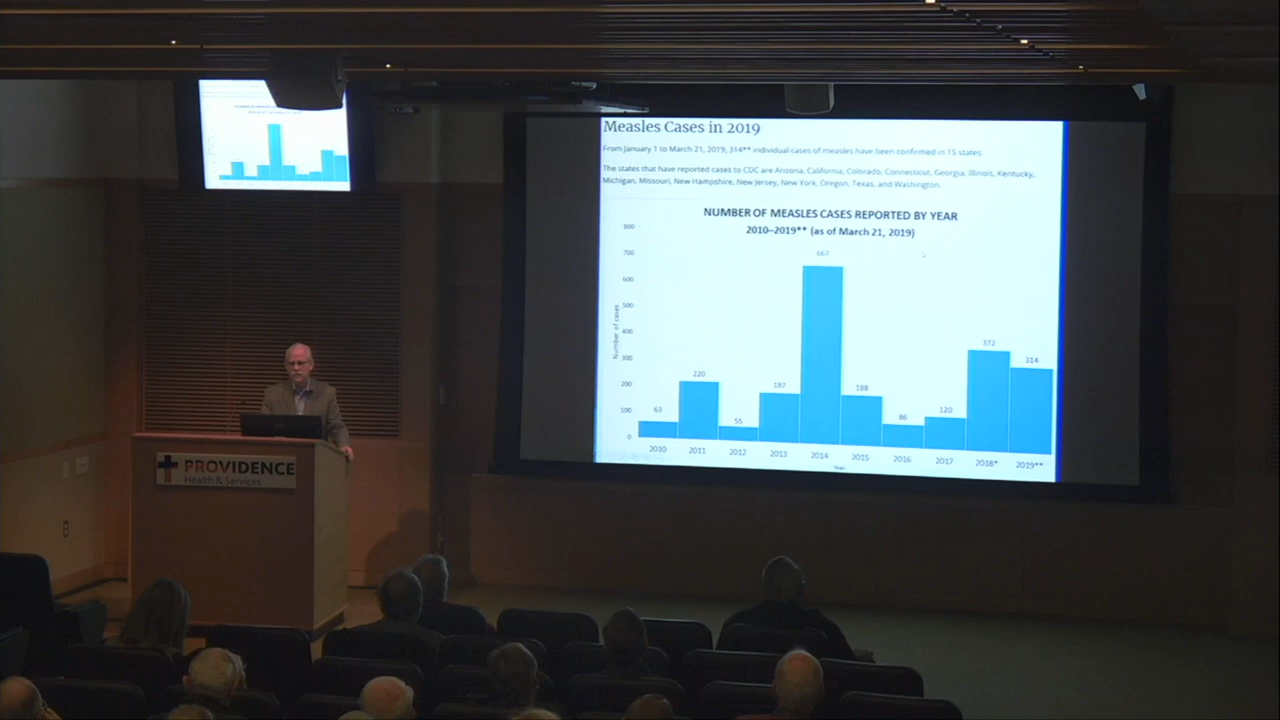 Measles Cases in 2019
From January 1 to March 21, 2019, 314** individual cases of measles have been confirmed in 15 states.
The states that have reported cases to CDC are Arizona, California, Colorado, Connecticut, Georgia, Illinois, Kentucky,
Michigan, Missouri, New Hampshire, New Jersey, New York, Oregon, Texas, and Washington.
NUMBER OF MEASLES CASES REPORTED BY YEAR
2010–2019** (as of March 21, 2019)
Number of cases
800
700
600
500
400
300
200
100
0
63
220
55
187
667
188
86
120
372
314
2010
2011
2012
2013
2014
2015
2016
2017
2018*
2019**
Year
PROVIDENCE
Health & Services